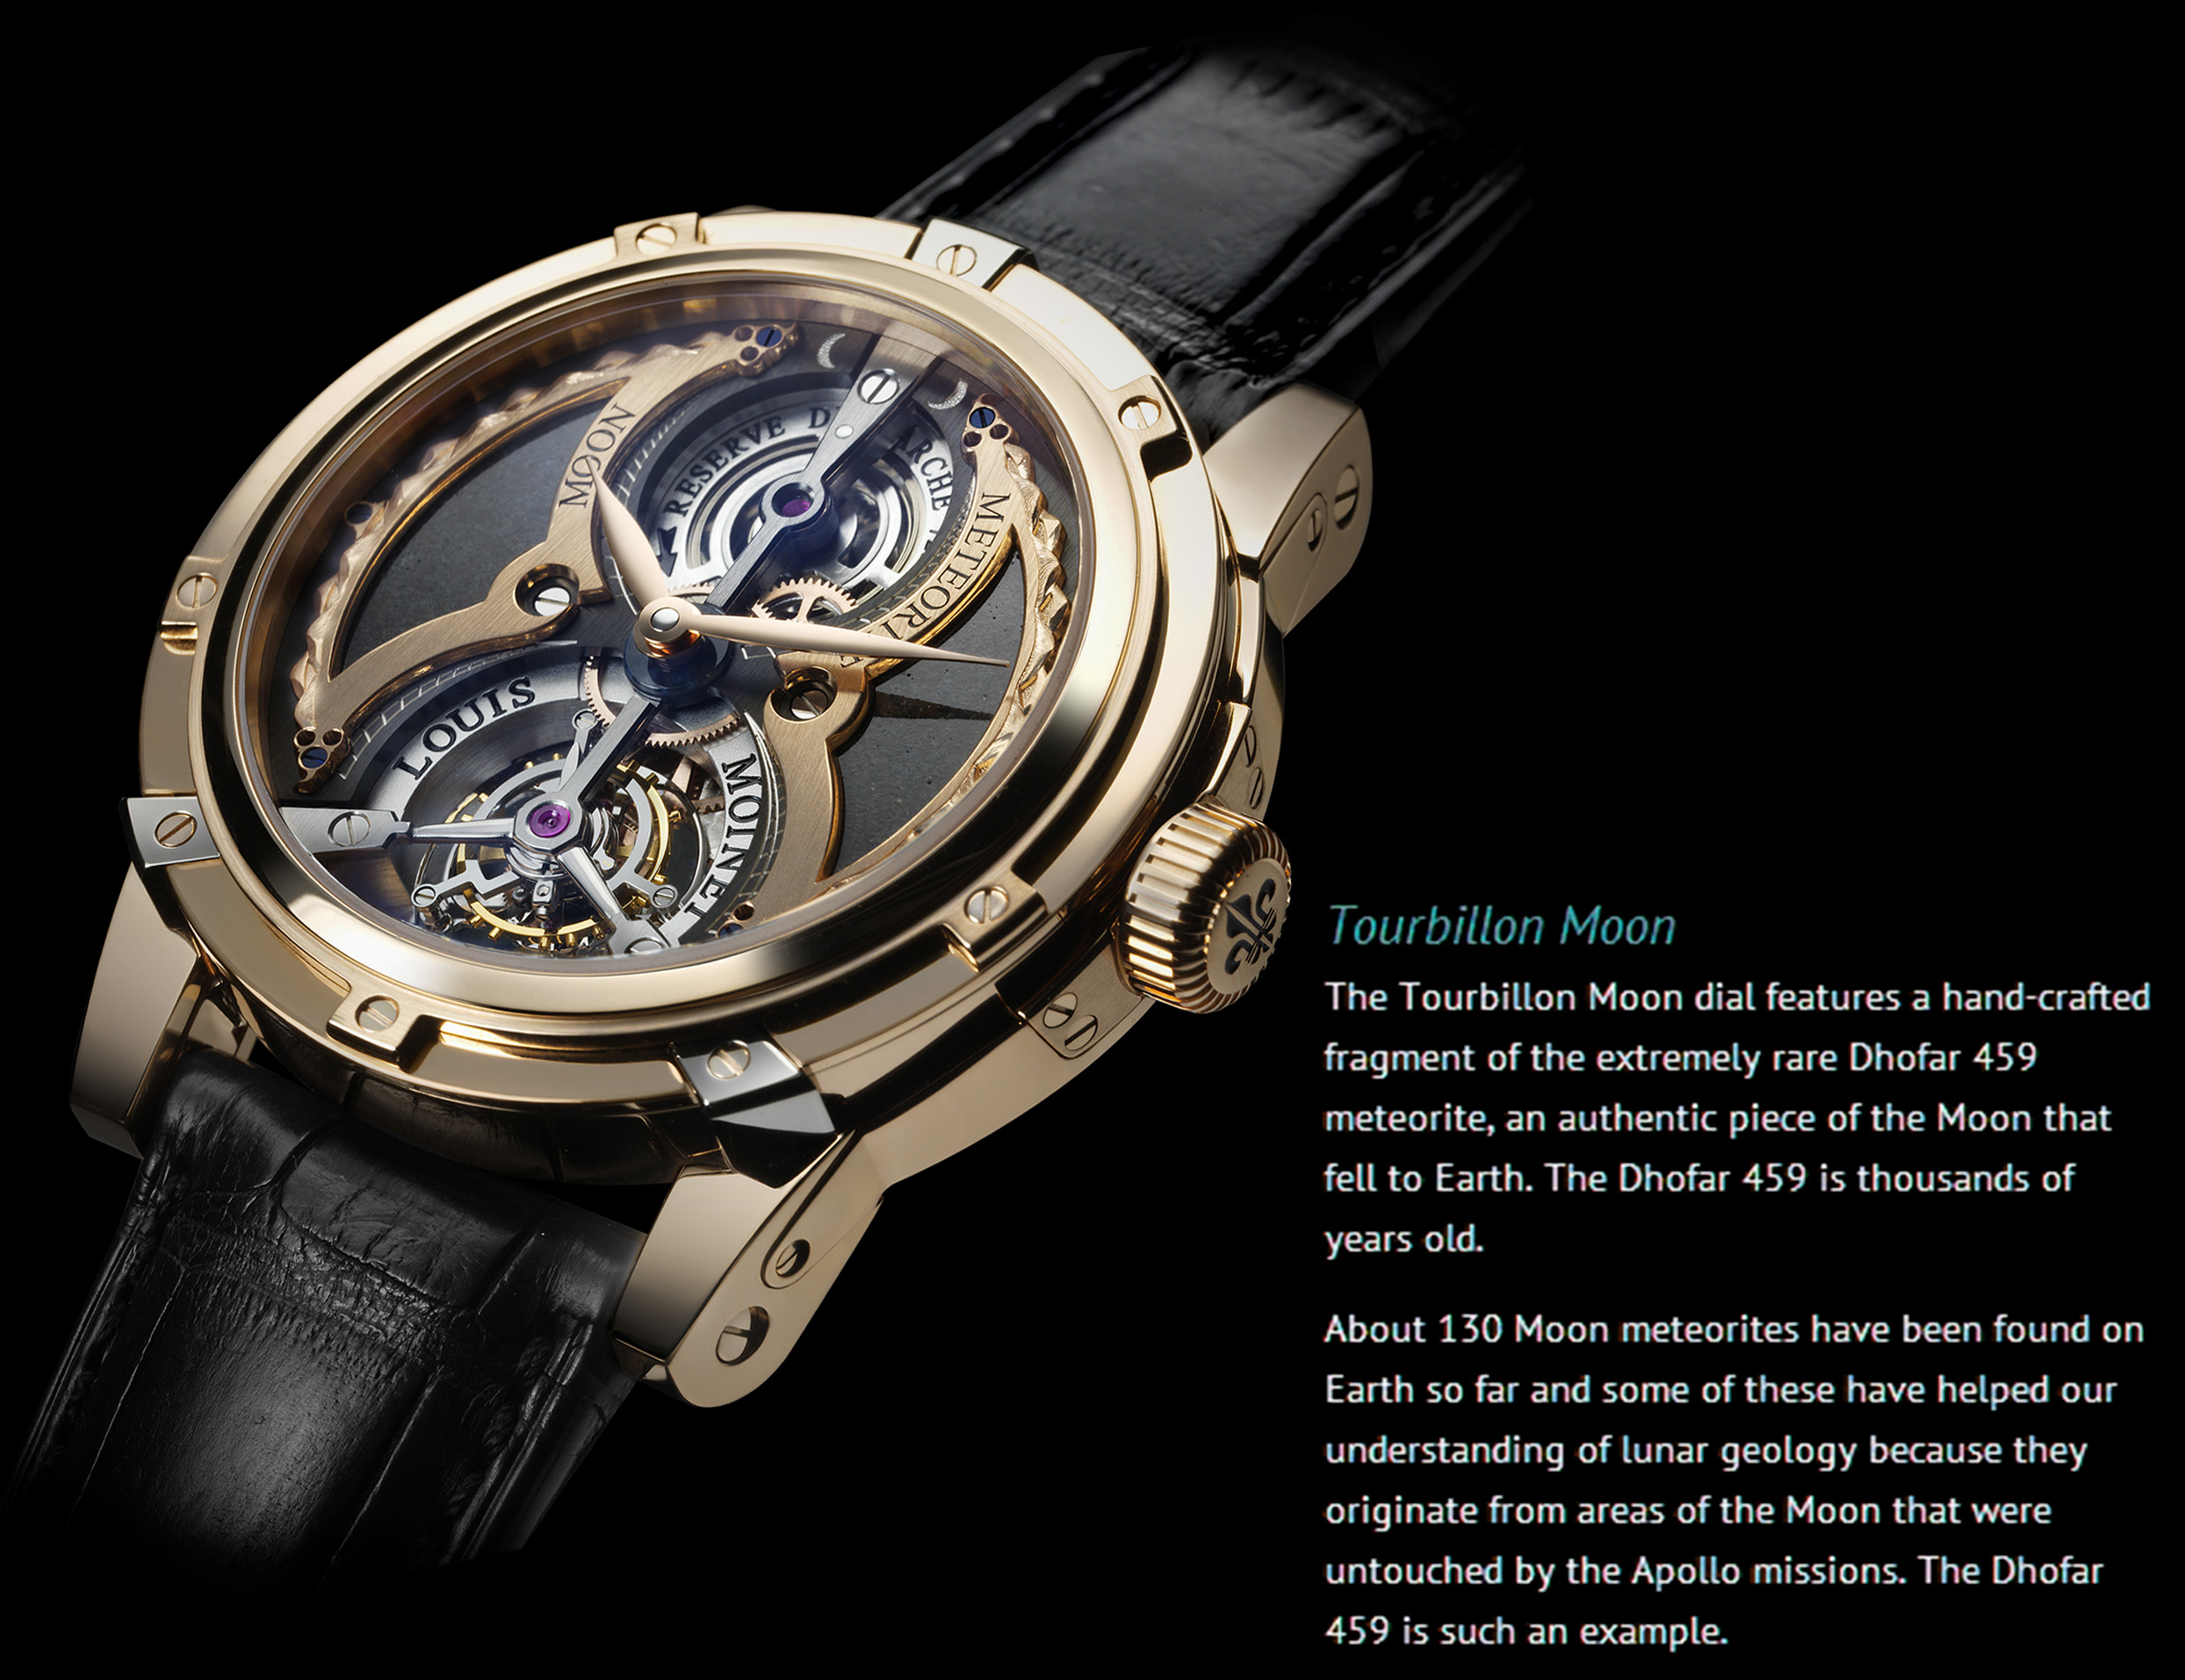 MOON
RESERVE D
ARCHE
METEORITE
LOUIS
MOINET
Tourbillon Moon
The Tourbillon Moon dial features a hand-crafted
fragment of the extremely rare Dhofar 459
meteorite, an authentic piece of the Moon that
fell to Earth. The Dhofar 459 is thousands of
years old.
About 130 Moon meteorites have been found on
Earth so far and some of these have helped our
understanding of lunar geology because they
originate from areas of the Moon that were
untouched by the Apollo missions. The Dhofar
459 is such an example.